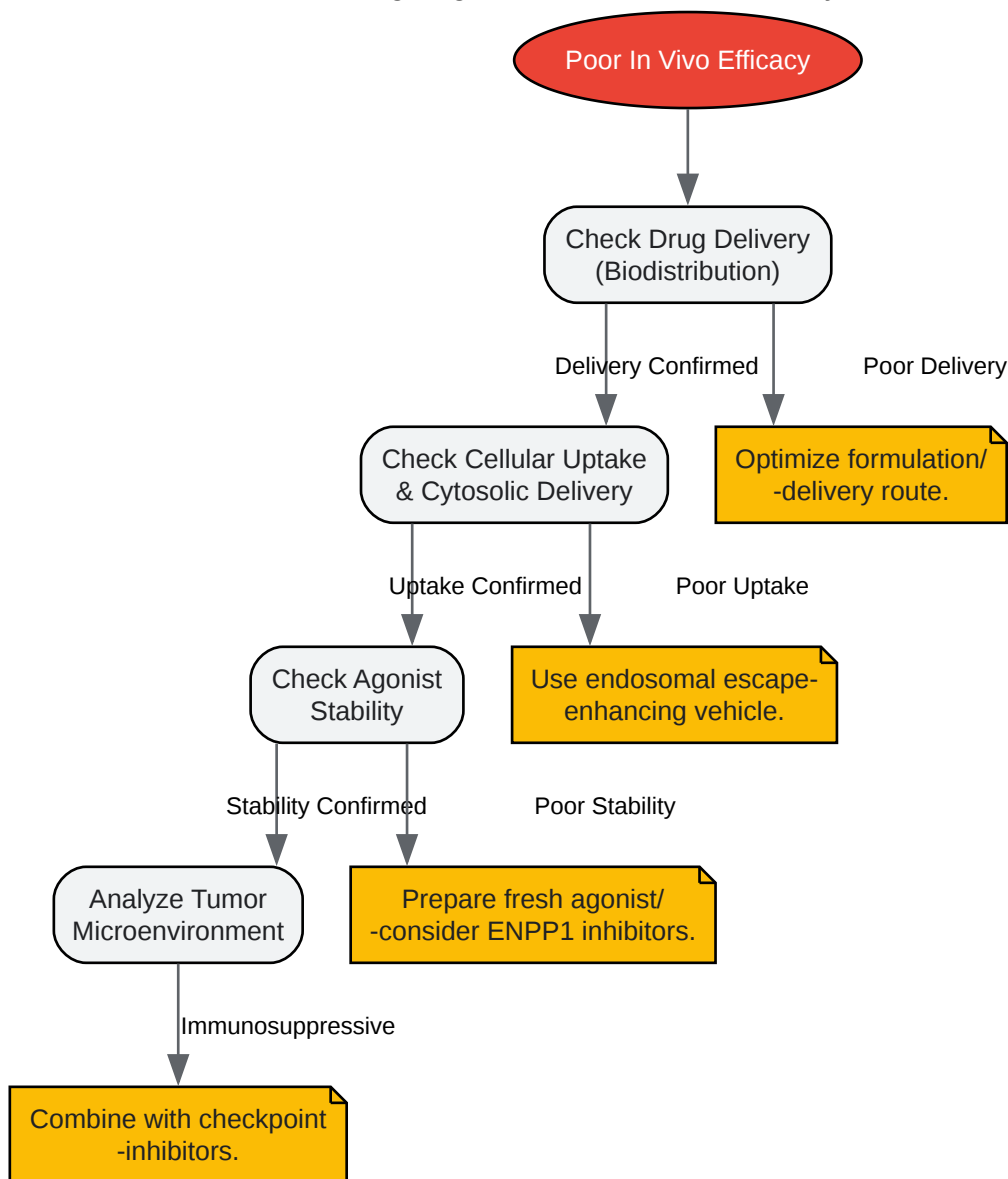 Poor In Vivo Efficacy
Check Drug Delivery
(Biodistribution)
Delivery Confirmed
Poor Delivery
Check Cellular Uptake
& Cytosolic Delivery
Optimize formulation/
-delivery route.
Uptake Confirmed
Poor Uptake
Check Agonist
Stability
Use endosomal escape-
enhancing vehicle.
Stability Confirmed
Poor Stability
Analyze Tumor
Microenvironment
Prepare fresh agonist/
-consider ENPP1 inhibitors.
Immunosuppressive
Combine with checkpoint
-inhibitors.